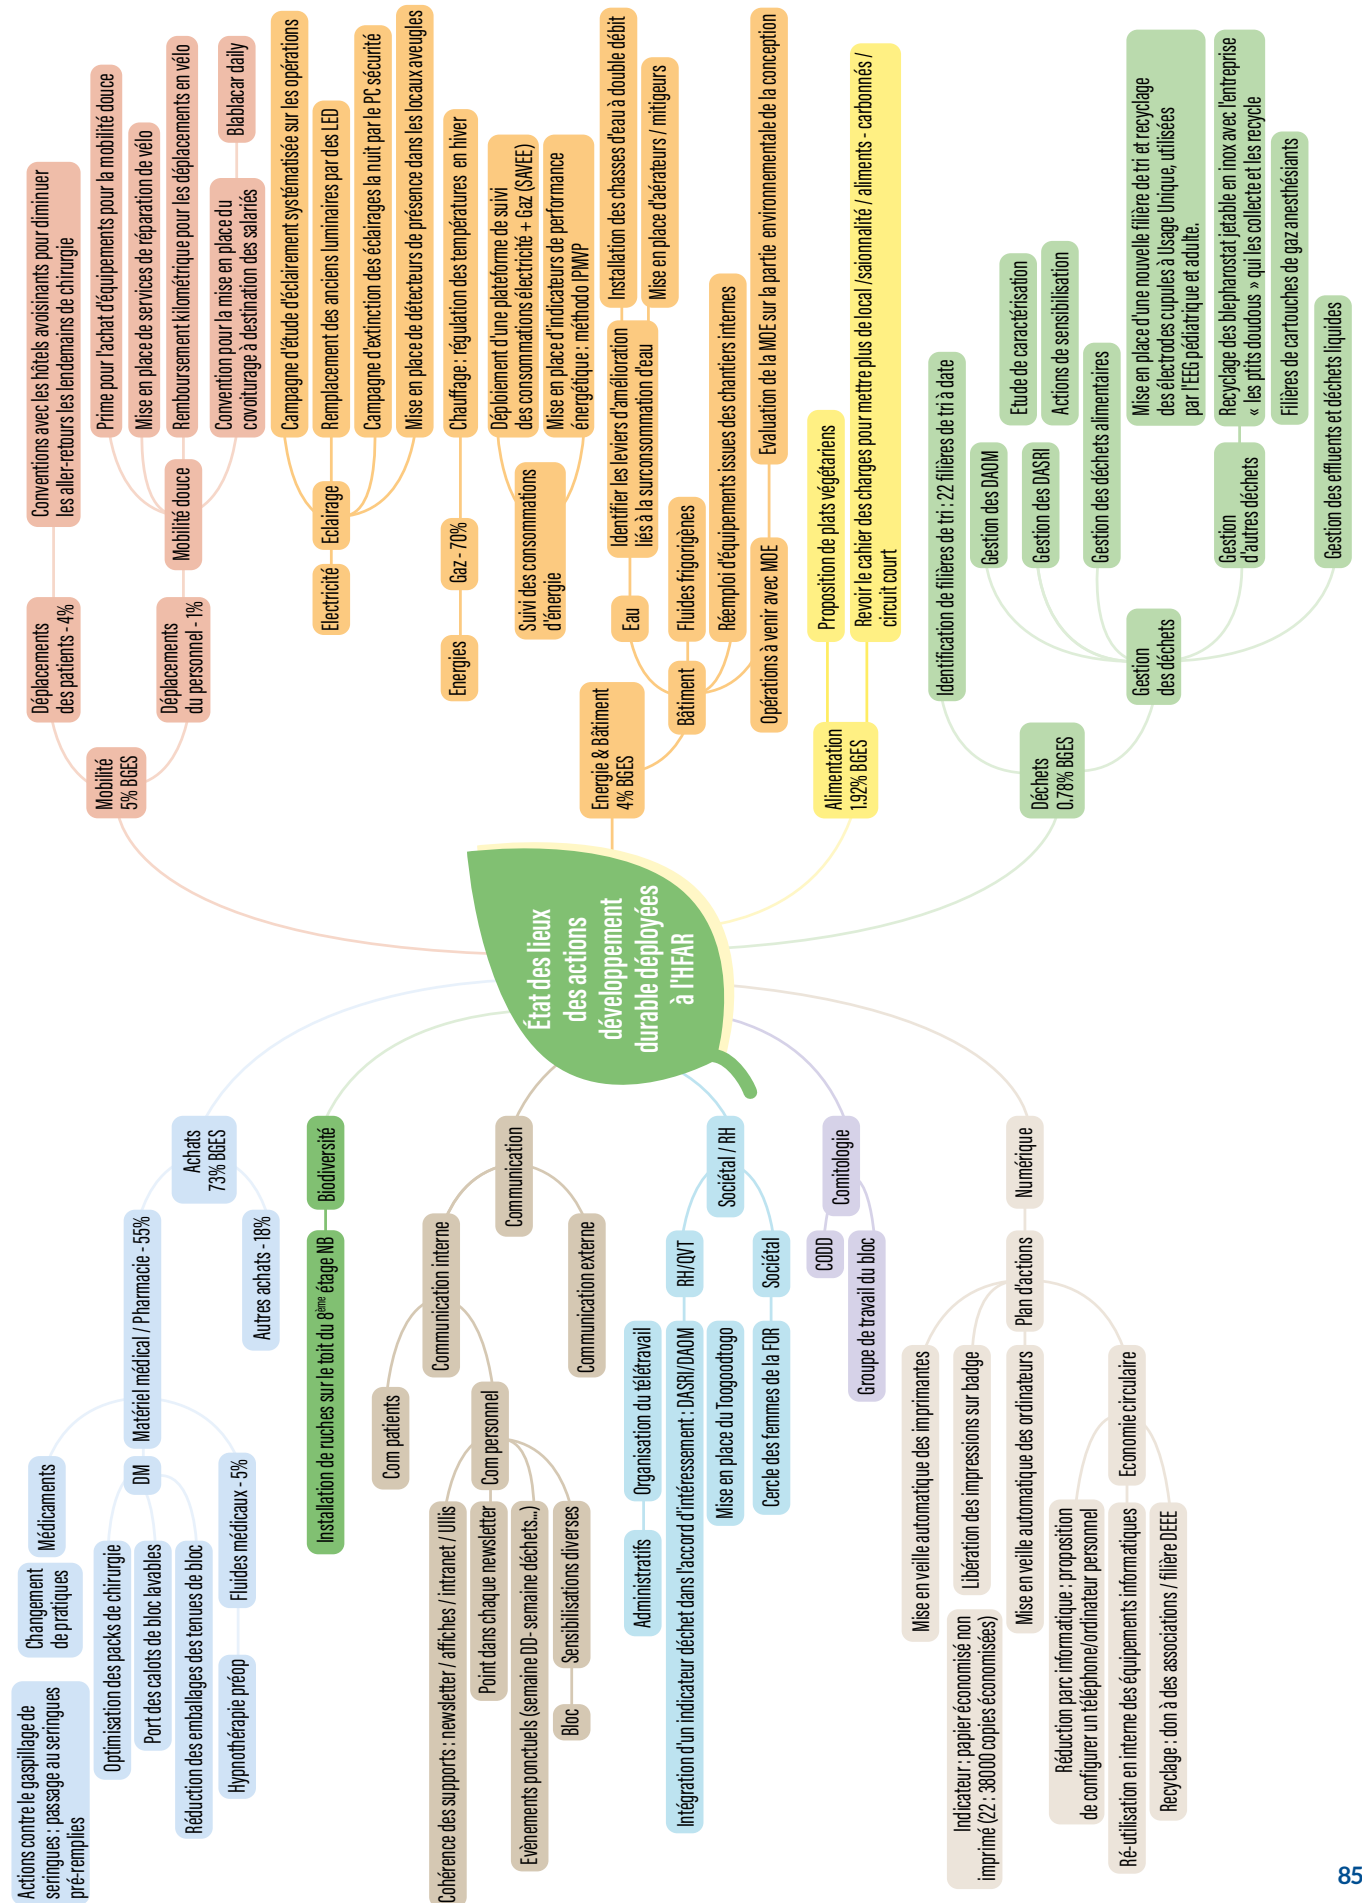 État des lieux
des actions
développement
durable déployées
à l'HFAR
Achats
73% BGES
Matériel médical / Pharmacie - 55%
Médicaments
Changement
de pratiques
Actions contre le gaspillage de
seringues : passage au seringues
pré-remplies
DM
Optimisation des packs de chirurgie
Port des calots de bloc lavables
Réduction des emballages des tenues de bloc
Fluides médicaux - 5%
Hypnothérapie préop
Autres achats - 18%
Biodiversité
Installation de ruches sur le toit du 8ème étage NB
Communication
Communication interne
Com patients
Com personnel
Cohérence des supports : newsletter / affiches / intranet / Ullis
Point dans chaque newsletter
Evènements ponctuels (semaine DD- semaine déchets...)
Sensibilisations diverses
Bloc
Communication externe
Sociétal / RH
RH/QVT
Organisation du télétravail
Administratifs
Intégration d'un indicateur déchet dans l'accord d'intéressement : DASRI/DAOM
Mise en place du Toogoodtogo
Sociétal
Cercle des femmes de la FOR
Comitologie
CODD
Groupe de travail du bloc
Numérique
Plan d'actions
Mise en veille automatique des imprimantes
Libération des impressions sur badge
Indicateur : papier économisé non
imprimé (22 : 38000 copies économisées)
Mise en veille automatique des ordinateurs
Economie circulaire
Réduction parc informatique : proposition
de configurer un téléphone/ordinateur personnel
Ré-utilisation en interne des équipements informatiques
Recyclage : don à des associations / filière DEEE
Mobilité
5% BGES
Déplacements
des patients - 4%
Conventions avec les hôtels avoisinants pour diminuer
les aller-retours les lendemains de chirurgie
Déplacements
du personnel - 1%
Mobilité douce
Prime pour l'achat d'équipements pour la mobilité douce
Mise en place de services de réparation de vélo
Remboursement kilométrique pour les déplacements en vélo
Convention pour la mise en place du
covoiturage à destination des salariés
Blablacar daily
Energie & Bâtiment
4% BGES
Electricité
Eclairage
Campagne d'étude d'éclairement systématisée sur les opérations
Remplacement des anciens luminaires par des LED
Campagne d'extinction des éclairages la nuit par le PC sécurité
Mise en place de détecteurs de présence dans les locaux aveugles
Energies
Gaz - 70%
Chauffage : régulation des températures en hiver
Suivi des consommations
d'énergie
Déploiement d'une plateforme de suivi
des consommations électricité + Gaz (SAVEE)
Mise en place d'indicateurs de performance
énergétique : méthodo IPMVP
Bâtiment
Eau
Identifier les leviers d'amélioration
liés à la surconsommation d'eau
Installation des chasses d'eau à double débit
Mise en place d'aérateurs / mitigeurs
Fluides frigorigènes
Réemploi d'équipements issues des chantiers internes
Opérations à venir avec MOE
Evaluation de la MOE sur la partie environnementale de la conception
Alimentation
1.92% BGES
Proposition de plats végétariens
Revoir le cahier des charges pour mettre plus de local /saionnalité / aliments - carbonnés /
circuit court
Déchets
0.78% BGES
Identification de filières de tri ; 22 filières de tri à date
Gestion
des déchets
Gestion des DAOM
Gestion des DASRI
Gestion des déchets alimentaires
Etude de caractérisation
Actions de sensibilisation
Gestion
d'autres déchets
Mise en place d'une nouvelle filière de tri et recyclage
des électrodes cupules à Usage Unique, utilisées
par l'EEG pédiatrique et adulte.
Recyclage des blepharostat jetable en inox avec l'entreprise
« les ptits doudous » qui les collecte et les recycle
Filières de cartouches de gaz anesthésiants
Gestion des effluents et déchets liquides
85